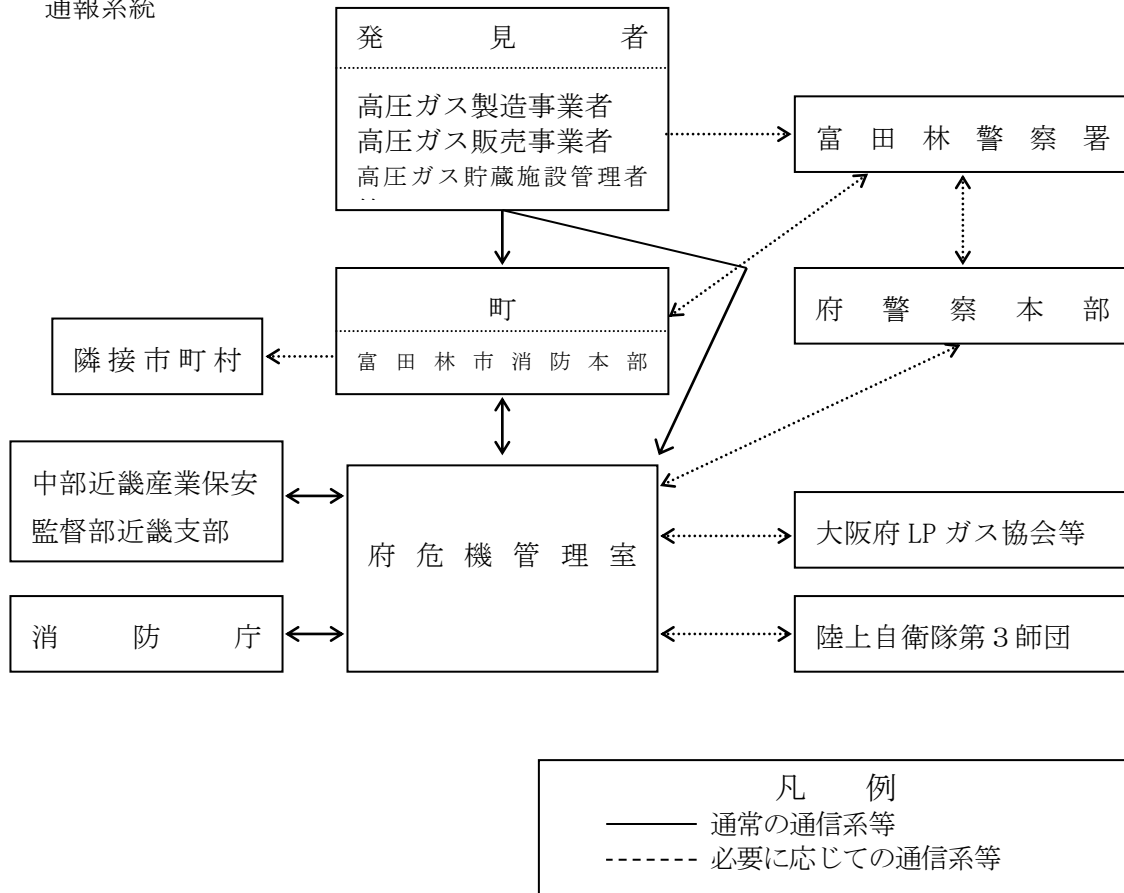 通報系統
発見者
高圧ガス製造事業者
高圧ガス販売事業者
高圧ガス貯蔵施設管理者
富田林警察署
町
富田林市消防本部
府警察本部
隣接市町村
中部近畿産業保安
監督部近畿支部
府危機管理室
大阪府 LP ガス協会等
消防庁
陸上自衛隊第３師団
凡例
通常の通信系等
必要に応じての通信系等